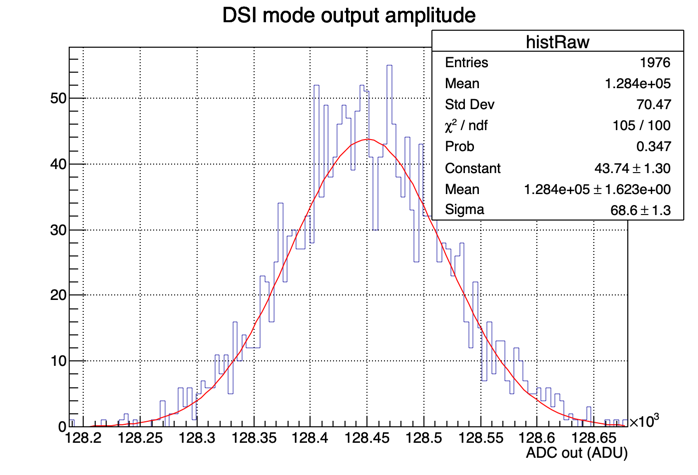 DSI mode output amplitude
histRaw
Entries 1976
Mean 1.284e+05
Std Dev 70.47
χ² / ndf 105 / 100
Prob 0.347
Constant 43.74 ± 1.30
Mean 1.284e+05 ± 1.623e+00
Sigma 68.6 ± 1.3
50
40
30
20
10
0
128.2 128.25 128.3 128.35 128.4 128.45 128.5 128.55 128.6 128.65
×10³
ADC out (ADU)